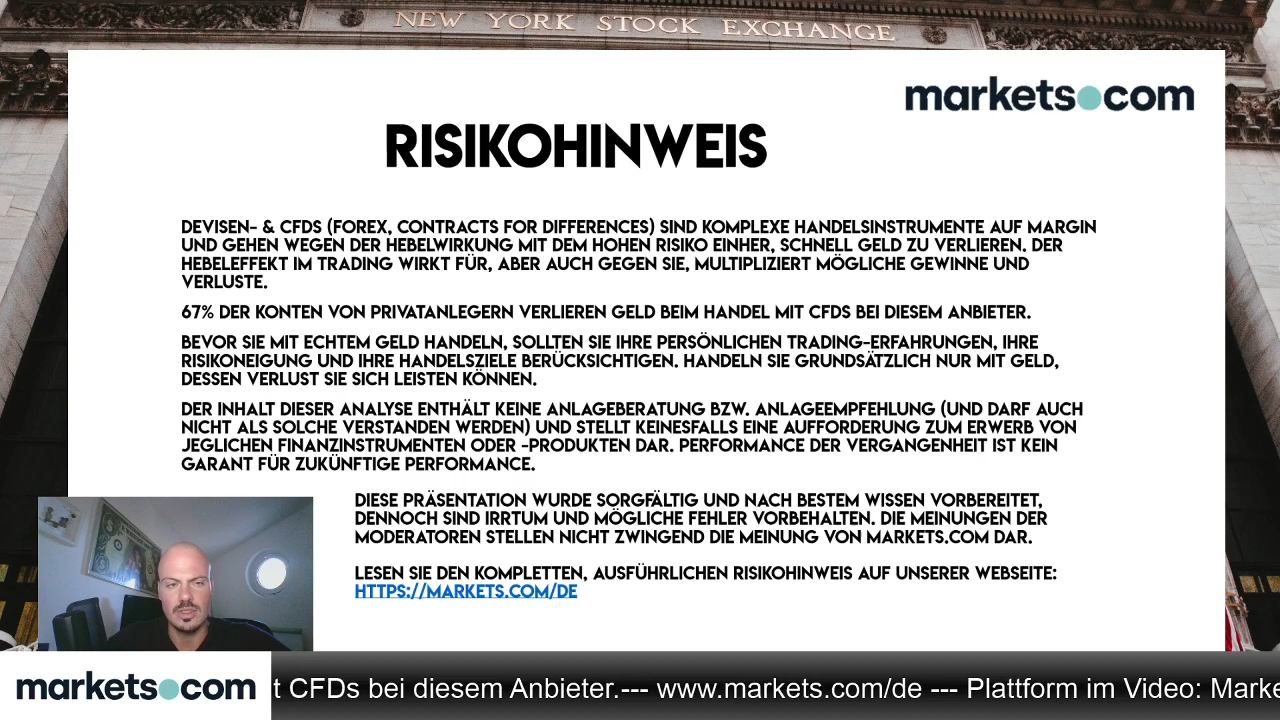 NEW YORK STOCK EXCHANGE
markets.com
RISIKOHINWEIS
DEVISEN- & CFDS (FOREX, CONTRACTS FOR DIFFERENCES) SIND KOMPLEXE HANDELSINSTRUMENTE AUF MARGIN
UND GEHEN WEGEN DER HEBELWIRKUNG MIT DEM HOHEN RISIKO EINHER, SCHNELL GELD ZU VERLIEREN. DER
HEBELEFFEKT IM TRADING WIRKT FÜR, ABER AUCH GEGEN SIE, MULTIPLIZIERT MÖGLICHE GEWINNE UND
VERLUSTE.
67% DER KONTEN VON PRIVATANLEGERN VERLIEREN GELD BEIM HANDEL MIT CFDS BEI DIESEM ANBIETER.
BEVOR SIE MIT ECHTEM GELD HANDELN, SOLLTEN SIE IHRE PERSÖNLICHEN TRADING-ERFAHRUNGEN, IHRE
RISIKONEIGUNG UND IHRE HANDELSZIELE BERÜCKSICHTIGEN. HANDELN SIE GRUNDSÄTZLICH NUR MIT GELD,
DESSEN VERLUST SIE SICH LEISTEN KÖNNEN.
DER INHALT DIESER ANALYSE ENTHÄLT KEINE ANLAGEBERATUNG BZW. ANLAGEEMPFEHLUNG (UND DARF AUCH
NICHT ALS SOLCHE VERSTANDEN WERDEN) UND STELLT KEINESFALLS EINE AUFFORDERUNG ZUM ERWERB VON
JEGLICHEN FINANZINSTRUMENTEN ODER -PRODUKTEN DAR. PERFORMANCE DER VERGANGENHEIT IST KEIN
GARANT FÜR ZUKÜNFTIGE PERFORMANCE.
DIESE PRÄSENTATION WURDE SORGFÄLTIG UND NACH BESTEM WISSEN VORBEREITET,
DENNOCH SIND IRRTUM UND MÖGLICHE FEHLER VORBEHALTEN. DIE MEINUNGEN DER
MODERATOREN STELLEN NICHT ZWINGEND DIE MEINUNG VON MARKETS.COM DAR.
LESEN SIE DEN KOMPLETTEN, AUSFÜHRLICHEN RISIKOHINWEIS AUF UNSERER WEBSEITE:
HTTPS://MARKETS.COM/DE
markets.com
t CFDs bei diesem Anbieter.--- www.markets.com/de --- Plattform im Video: Marke